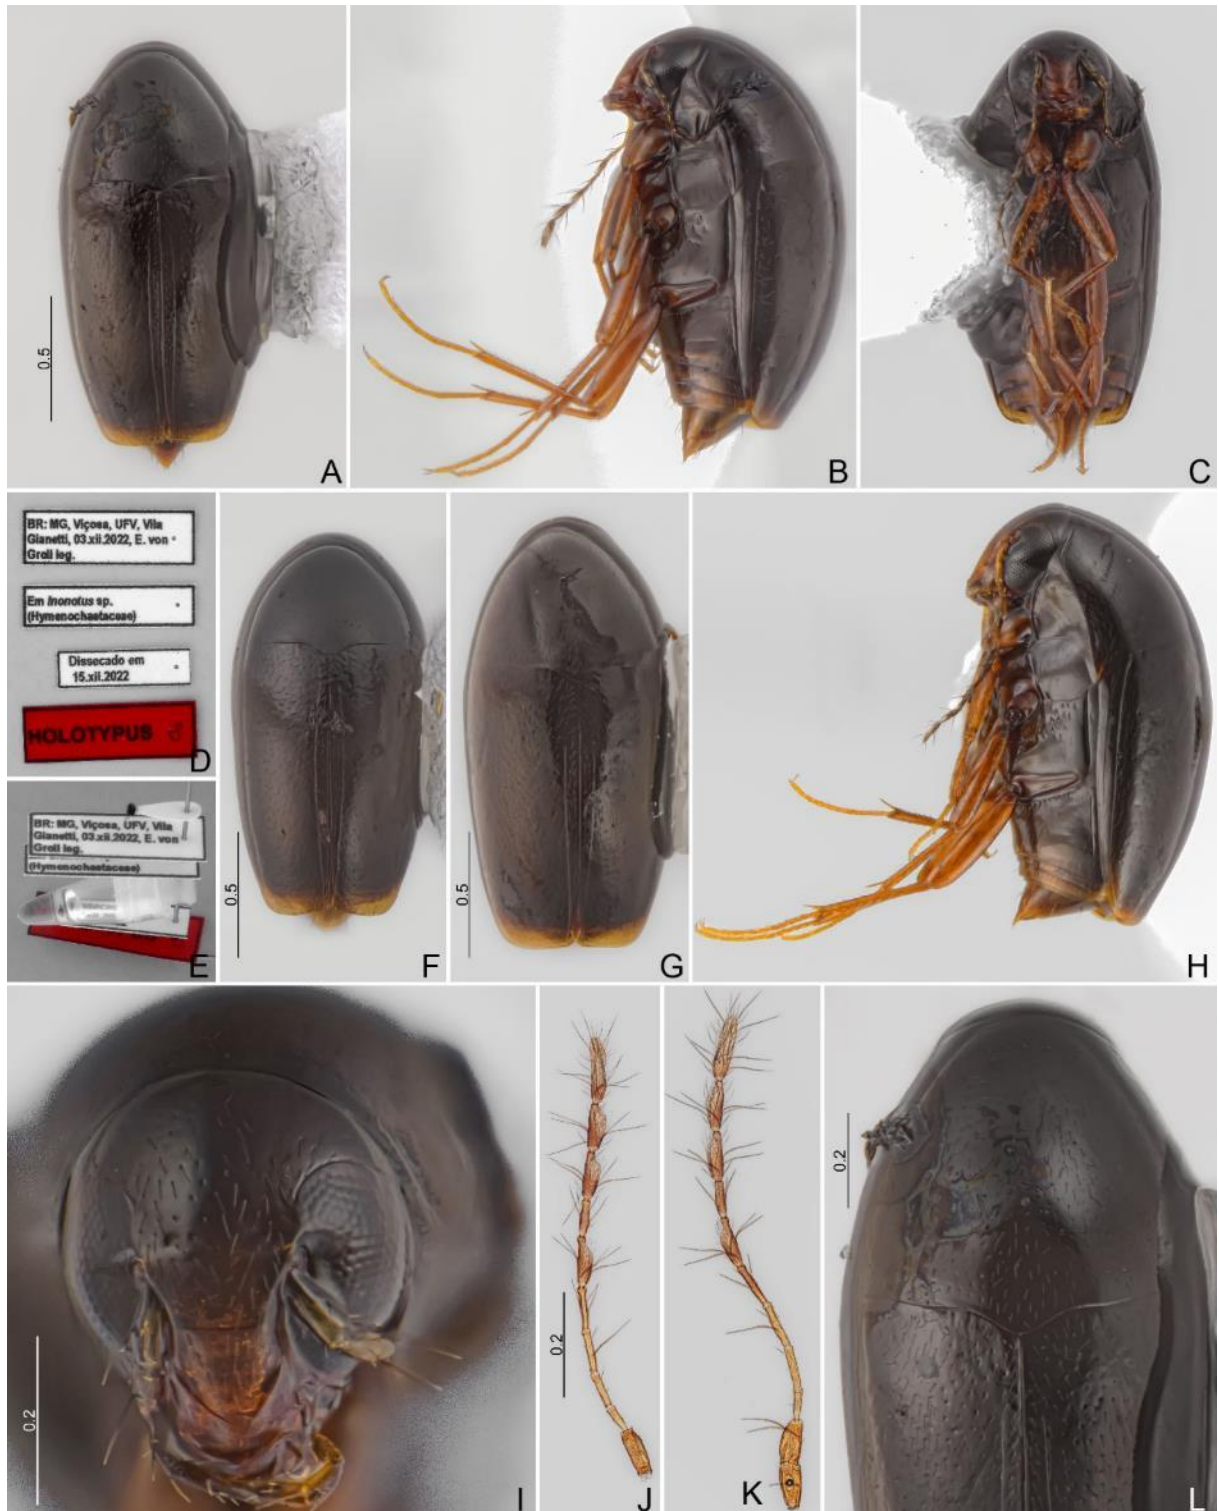 0.5
A
B
C
BR: MG, Viçosa, UFV, Vila
Gianetti, 03.xii.2022, E. von
Groll leg.
Em Inonotus sp.
(Hymenochaetaceae)
Dissecado em
15.xii.2022
HOLOTYPUS ♂
D
BR: MG, Viçosa, UFV, Vila
Gianetti, 03.xii.2022, E. von
Groll leg.
(Hymenochaetaceae)
E
0.5
F
0.5
G
H
0.2
I
0.2
J
K
0.2
L